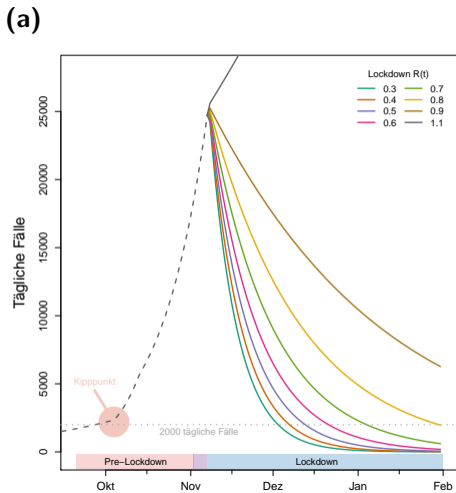 (a)
Lockdown R(t)
0.3 0.7
0.4 0.8
0.5 0.9
0.6 1.1
Tägliche Fälle
25000
20000
15000
10000
5000
0
Kipppunkt
2000 tägliche Fälle
Pre−Lockdown Lockdown
Okt Nov Dez Jan Feb